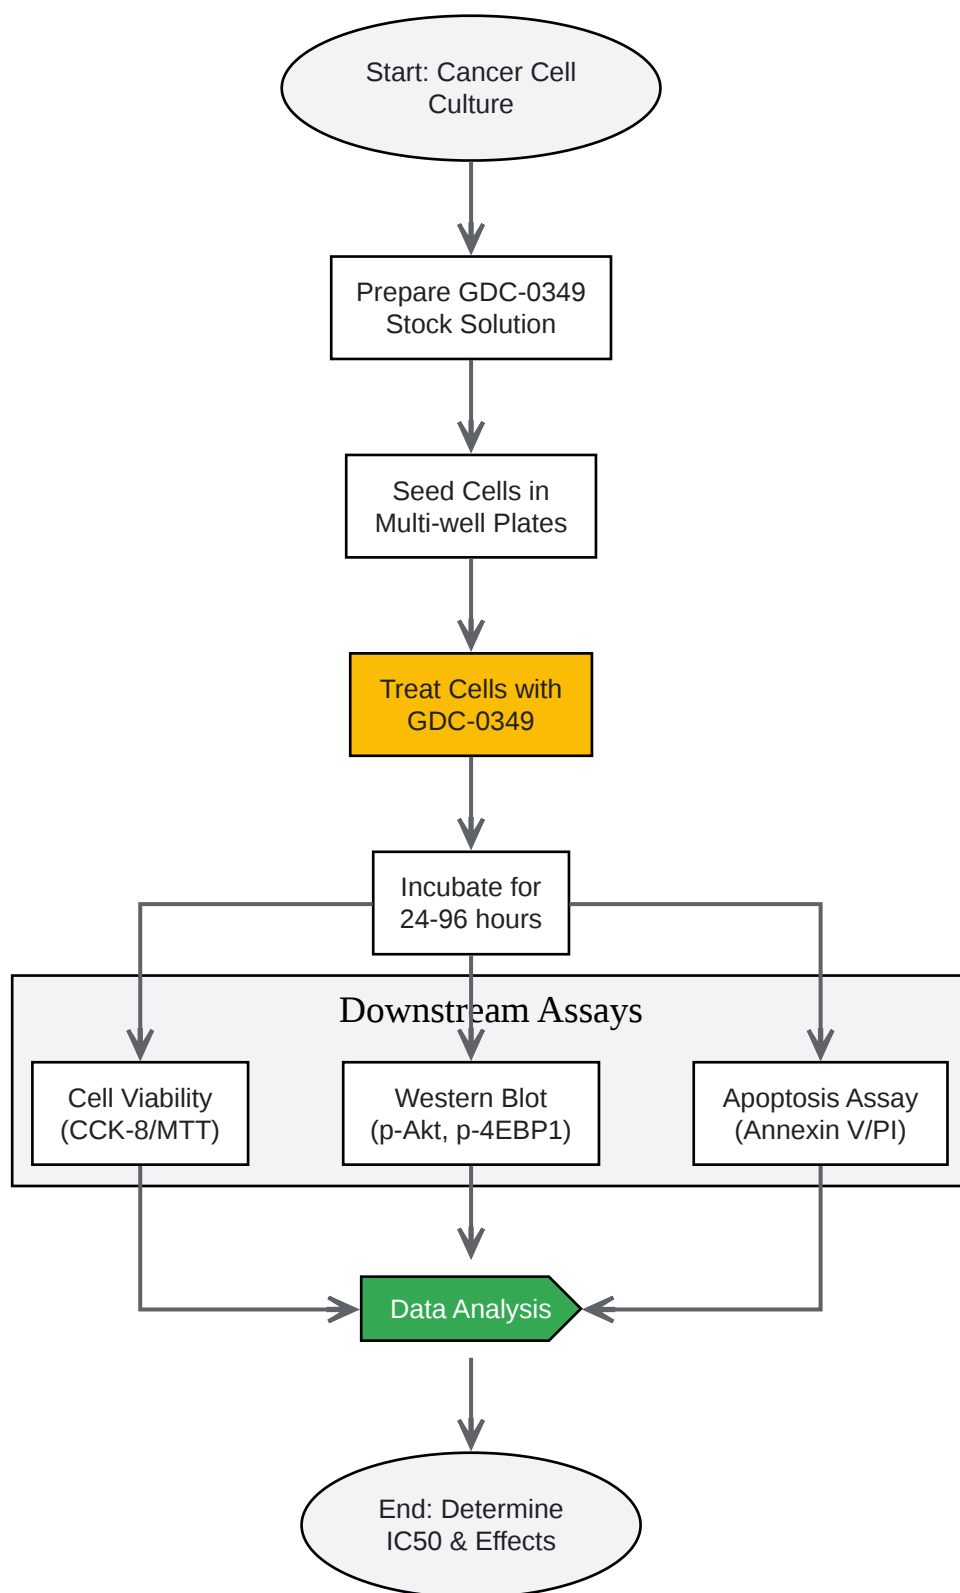 Start: Cancer Cell
Culture
Prepare GDC-0349
Stock Solution
Seed Cells in
Multi-well Plates
Treat Cells with
GDC-0349
Incubate for
24-96 hours
Downstream Assays
Cell Viability
(CCK-8/MTT)
Western Blot
(p-Akt, p-4EBP1)
Apoptosis Assay
(Annexin V/PI)
Data Analysis
End: Determine
IC50 & Effects